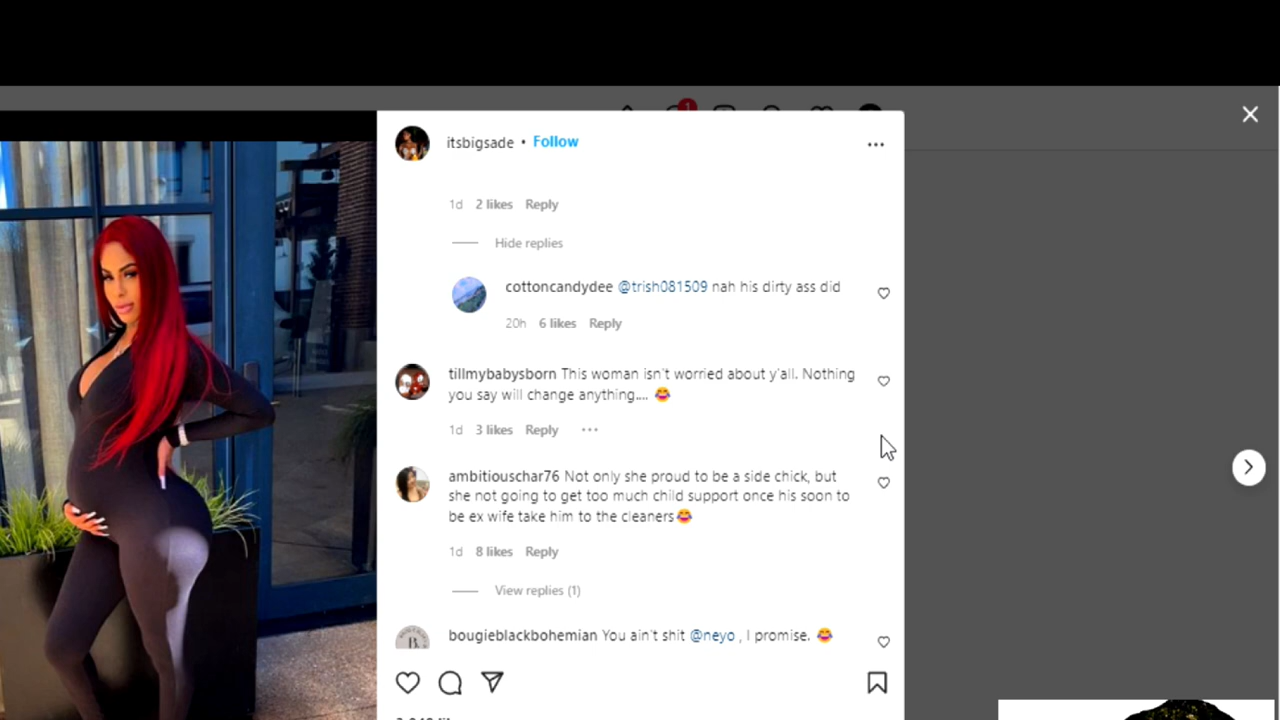 1
itsbigsade • Follow
1d 2 likes Reply
Hide replies
cottoncandydee @trish081509 nah his dirty ass did
20h 6 likes Reply
tillmybabysborn This woman isn't worried about y'all. Nothing
you say will change anything.... 😂
1d 3 likes Reply
ambitiouschar76 Not only she proud to be a side chick, but
she not going to get too much child support once his soon to
be ex wife take him to the cleaners😂
1d 8 likes Reply
View replies (1)
bougieblackbohemian You ain't shit @neyo , I promise. 😂